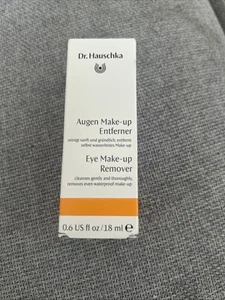 Dr. Hauschka
Augen Make-up
Entferner
reinigt sanft und gründlich, entfernt
selbst wasserfestes Make-up
Eye Make-up
Remover
cleanses gently and thoroughly,
removes even waterproof make-up
0.6 US fl oz/18 ml e